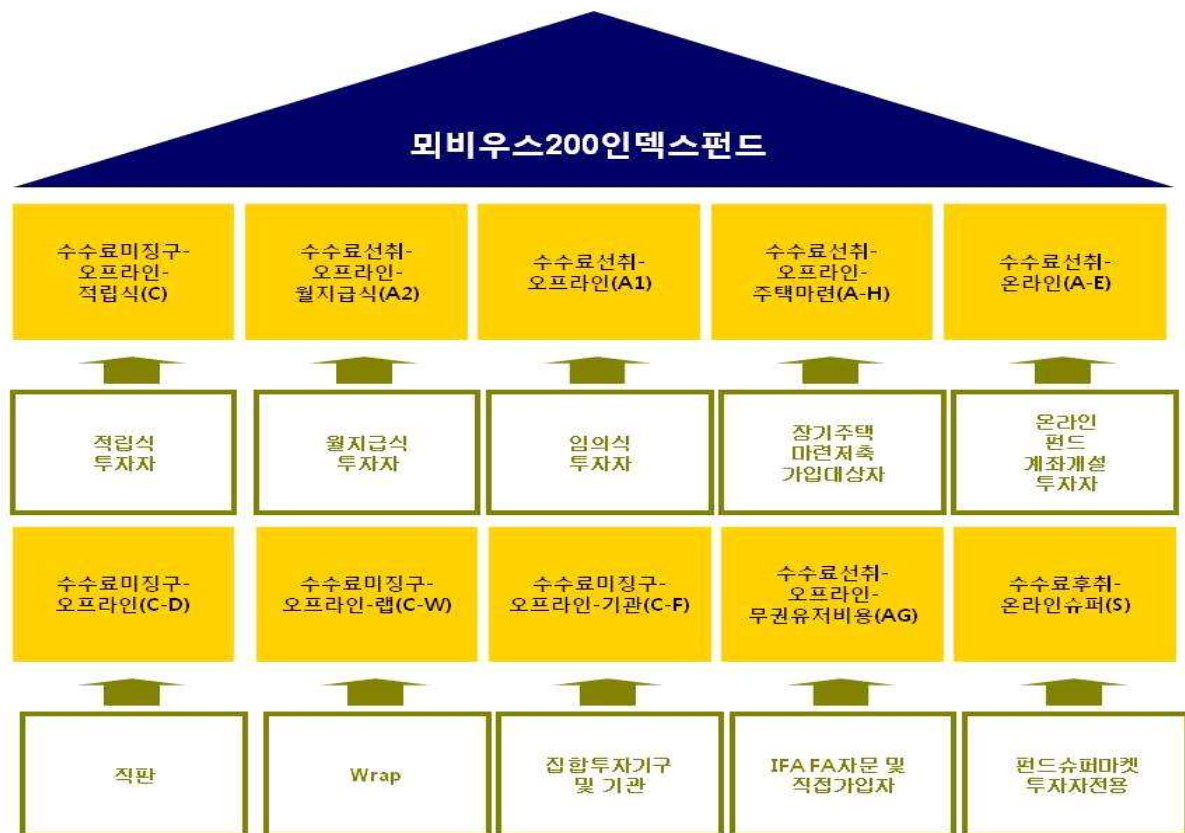 뫼비우스200인덱스펀드
수수료미징구-
오프라인-
적립식(C)
수수료선취-
오프라인-
월지급식(A2)
수수료선취-
오프라인(A1)
수수료선취-
오프라인-
주택마련(A-H)
수수료선취-
온라인(A-E)
적립식
투자자
월지급식
투자자
임의식
투자자
장기주택
마련저축
가입대상자
온라인
펀드
계좌개설
투자자
수수료미징구-
오프라인(C-D)
수수료미징구-
오프라인-랩(C-W)
수수료미징구-
오프라인-기관(C-F)
수수료선취-
오프라인-
무권유저비용(AG)
수수료후취-
온라인슈퍼(S)
직판
Wrap
집합투자기구
및 기관
IFA FA자문 및
직접가입자
펀드슈퍼마켓
투자자전용